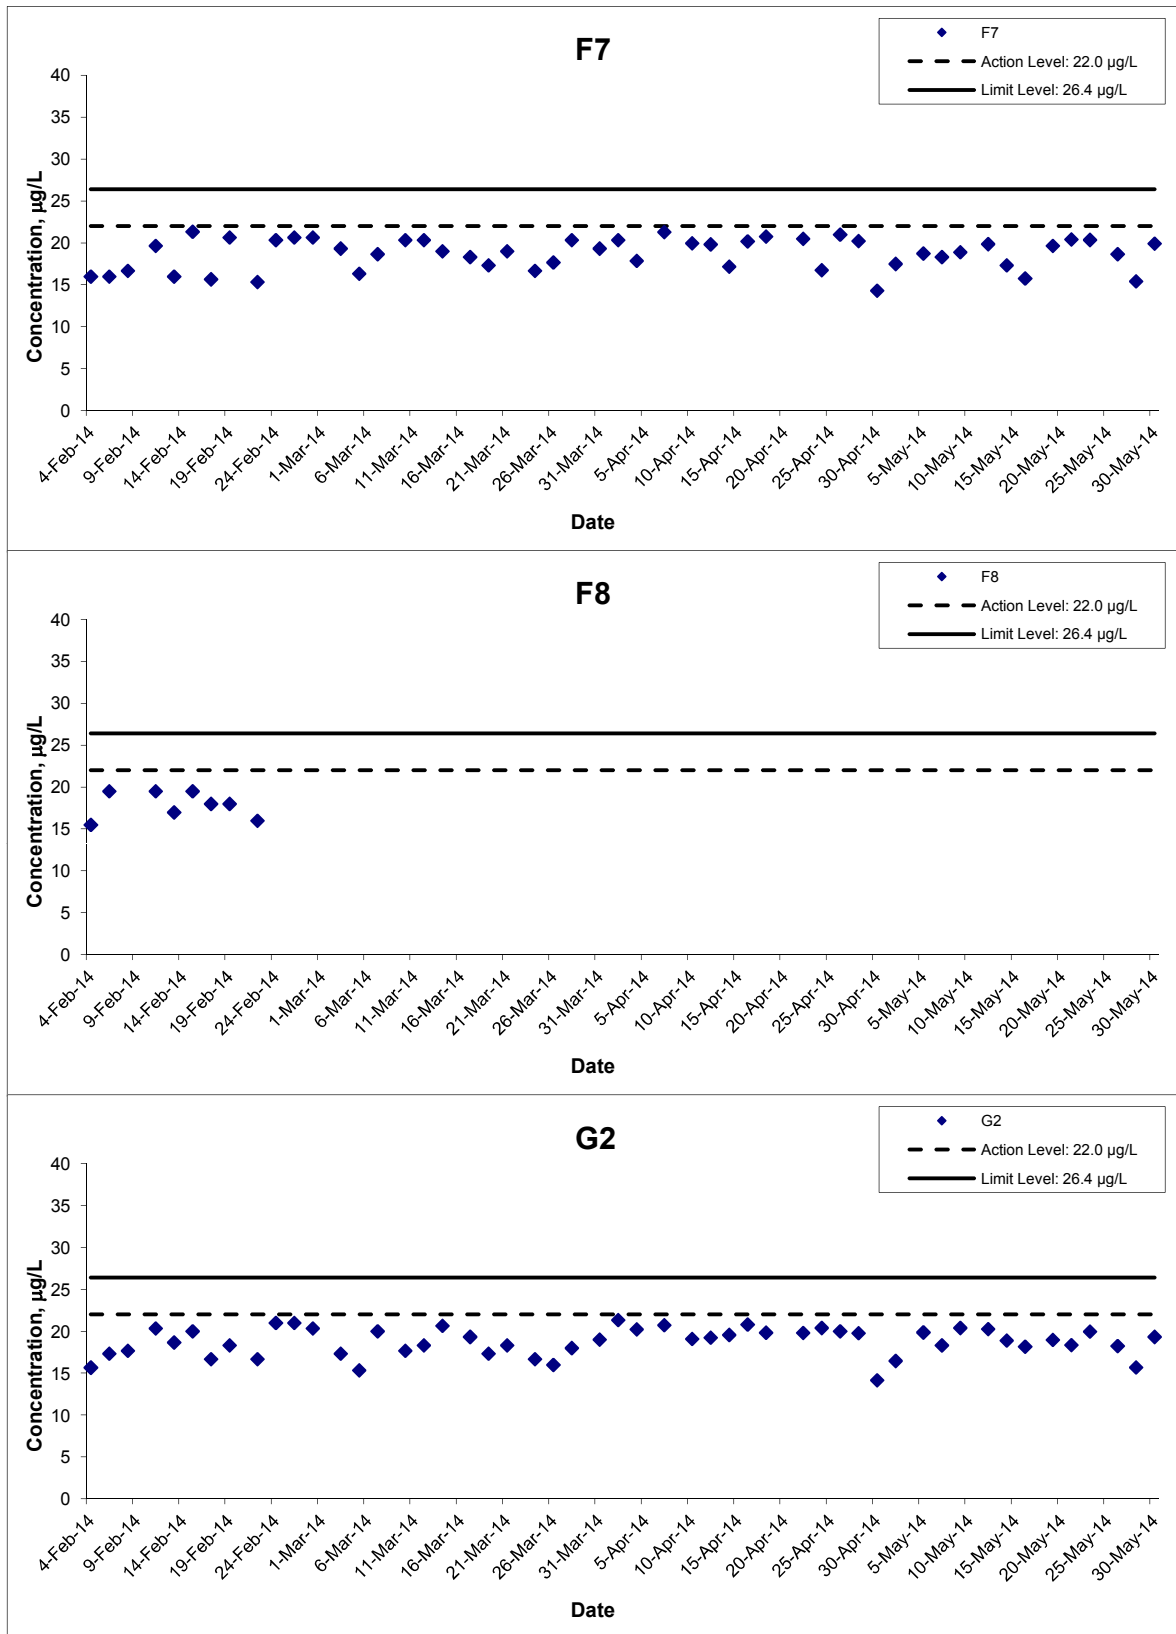 F7
F7
Action Level: 22.0 µg/L
Limit Level: 26.4 µg/L
Concentration, µg/L
40
35
30
25
20
15
10
5
0
4-Feb-14
9-Feb-14
14-Feb-14
19-Feb-14
24-Feb-14
1-Mar-14
6-Mar-14
11-Mar-14
16-Mar-14
21-Mar-14
26-Mar-14
31-Mar-14
5-Apr-14
10-Apr-14
15-Apr-14
20-Apr-14
25-Apr-14
30-Apr-14
5-May-14
10-May-14
15-May-14
20-May-14
25-May-14
30-May-14
Date
F8
F8
Action Level: 22.0 µg/L
Limit Level: 26.4 µg/L
Concentration, µg/L
40
35
30
25
20
15
10
5
0
4-Feb-14
9-Feb-14
14-Feb-14
19-Feb-14
24-Feb-14
1-Mar-14
6-Mar-14
11-Mar-14
16-Mar-14
21-Mar-14
26-Mar-14
31-Mar-14
5-Apr-14
10-Apr-14
15-Apr-14
20-Apr-14
25-Apr-14
30-Apr-14
5-May-14
10-May-14
15-May-14
20-May-14
25-May-14
30-May-14
Date
G2
G2
Action Level: 22.0 µg/L
Limit Level: 26.4 µg/L
Concentration, µg/L
40
35
30
25
20
15
10
5
0
4-Feb-14
9-Feb-14
14-Feb-14
19-Feb-14
24-Feb-14
1-Mar-14
6-Mar-14
11-Mar-14
16-Mar-14
21-Mar-14
26-Mar-14
31-Mar-14
5-Apr-14
10-Apr-14
15-Apr-14
20-Apr-14
25-Apr-14
30-Apr-14
5-May-14
10-May-14
15-May-14
20-May-14
25-May-14
30-May-14
Date